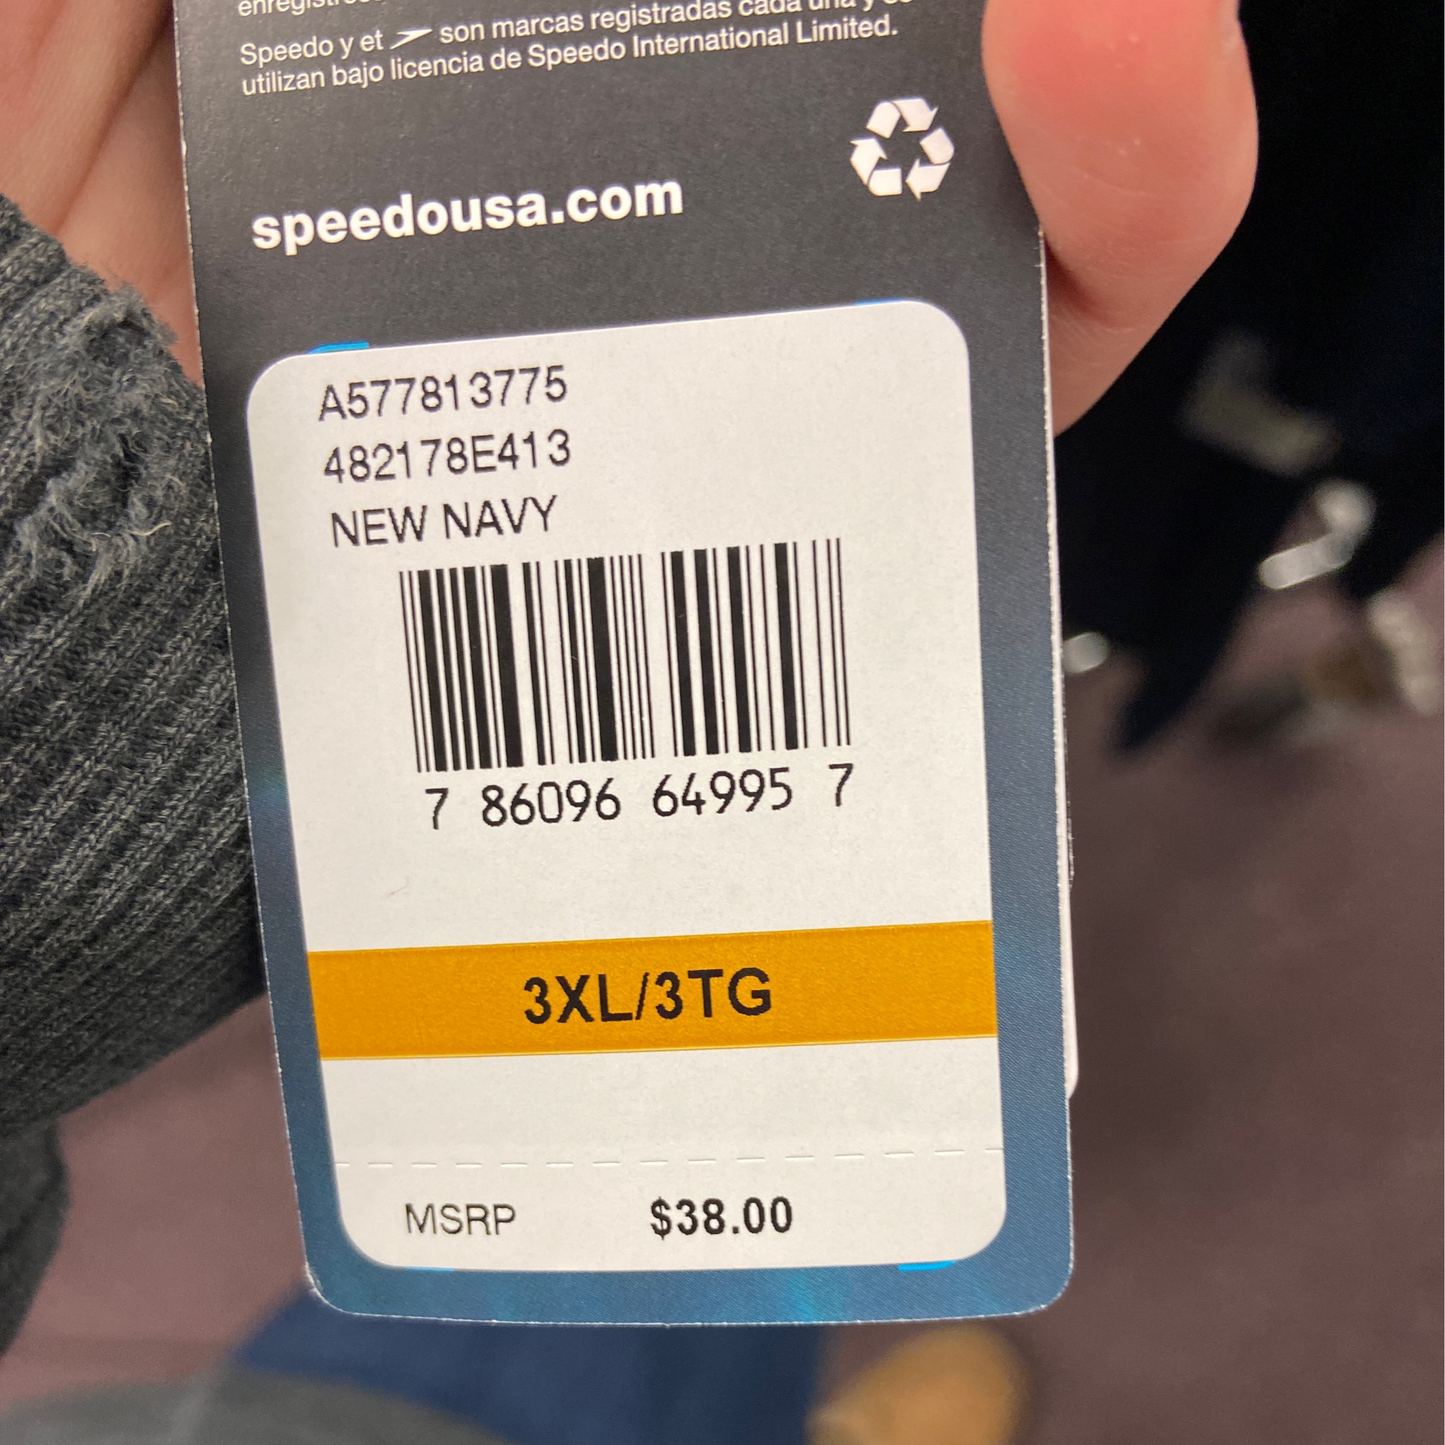 Speedo y et son marcas registradas cada una y se
utilizan bajo licencia de Speedo International Limited.
speedousa.com
A577813775
482178E413
NEW NAVY
7 86096 64995 7
3XL/3TG
MSRP $38.00